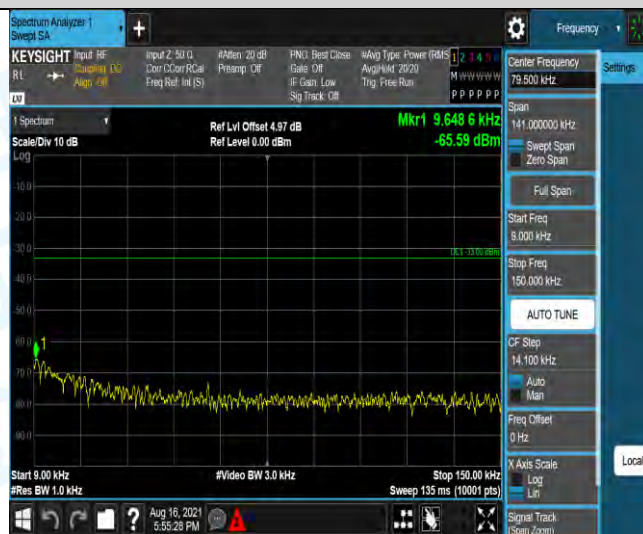 Spectrum Analyzer 1
Swept SA
+
Frequency
KEYSIGHT
Input: RF
Coupling: DC
Align: Off
Input Z: 50 Ω
Corr CCorr RCal
Freq Ref: Int (S)
#Atten: 20 dB
Preamp: Off
PNO: Best Close
Gate: Off
IF Gain: Low
Sig Track: Off
#Avg Type: Power (RMS
Avg|Hold: 20/20
Trig: Free Run
1 2 3 4 5 6
M W W W W W
P P P P P P
RL
LXI
1 Spectrum
Scale/Div 10 dB
Log
Ref Lvl Offset 4.97 dB
Ref Level 0.00 dBm
Mkr1 9.648 6 kHz
-65.59 dBm
-10.0
-20.0
-30.0
-40.0
-50.0
-60.0
-70.0
-80.0
-90.0
DL1 -33.00 dBm
1
Start 9.00 kHz
#Res BW 1.0 kHz
#Video BW 3.0 kHz
Stop 150.00 kHz
Sweep 135 ms (10001 pts)
?
Aug 16, 2021
5:55:28 PM
Center Frequency
79.500 kHz
Settings
Span
141.000000 kHz
Swept Span
Zero Span
Full Span
Start Freq
9.000 kHz
Stop Freq
150.000 kHz
AUTO TUNE
CF Step
14.100 kHz
Auto
Man
Freq Offset
0 Hz
X Axis Scale
Log
Lin
Local
Signal Track
(Span Zoom)